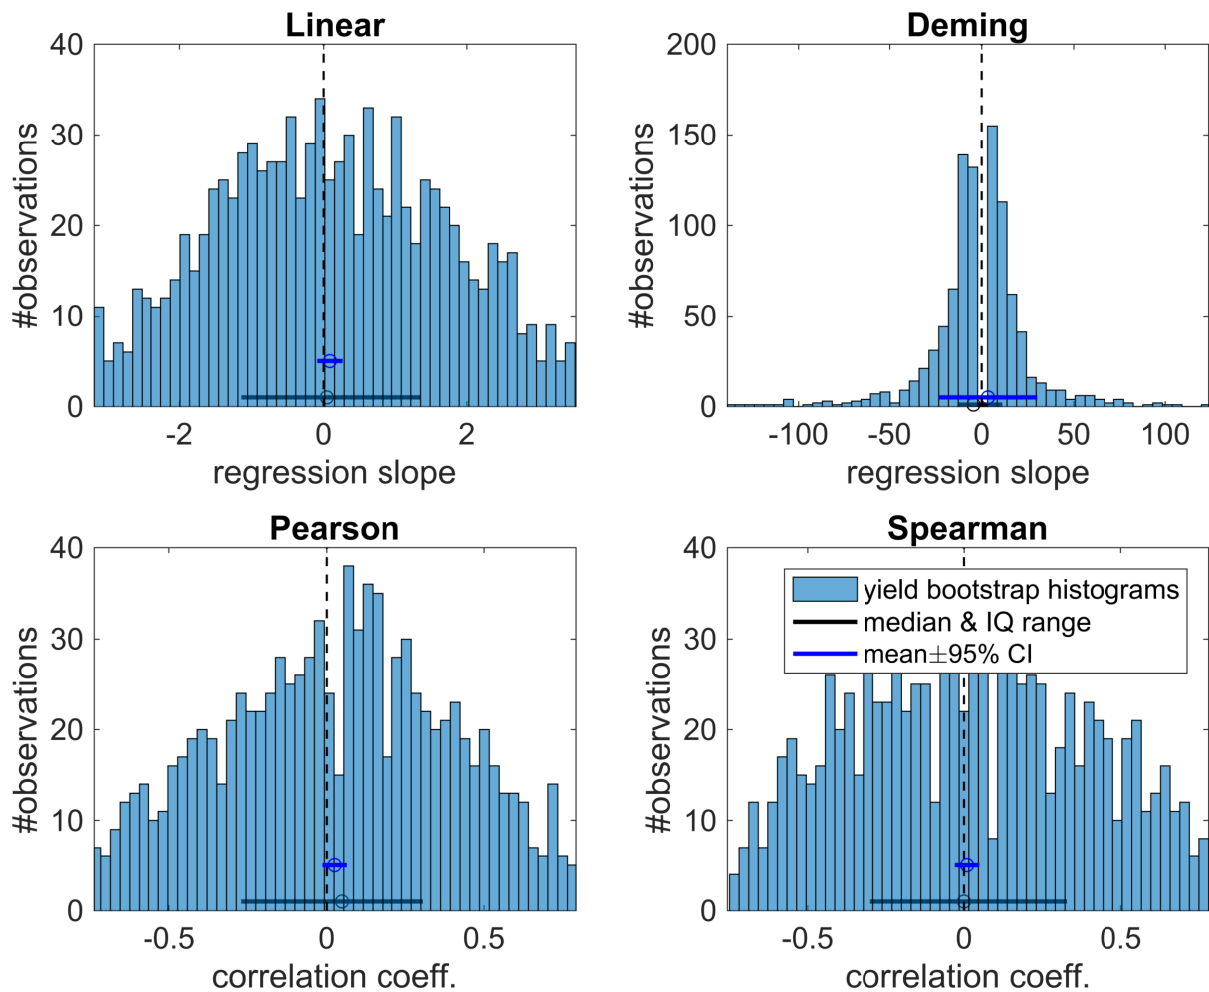 Linear
40
30
20
10
0
#observations
-2
0
2
regression slope
Deming
200
150
100
50
0
#observations
-100
-50
0
50
100
regression slope
Pearson
40
30
20
10
0
#observations
-0.5
0
0.5
correlation coeff.
Spearman
40
30
20
10
0
#observations
yield bootstrap histograms
median & IQ range
mean±95% CI
-0.5
0
0.5
correlation coeff.